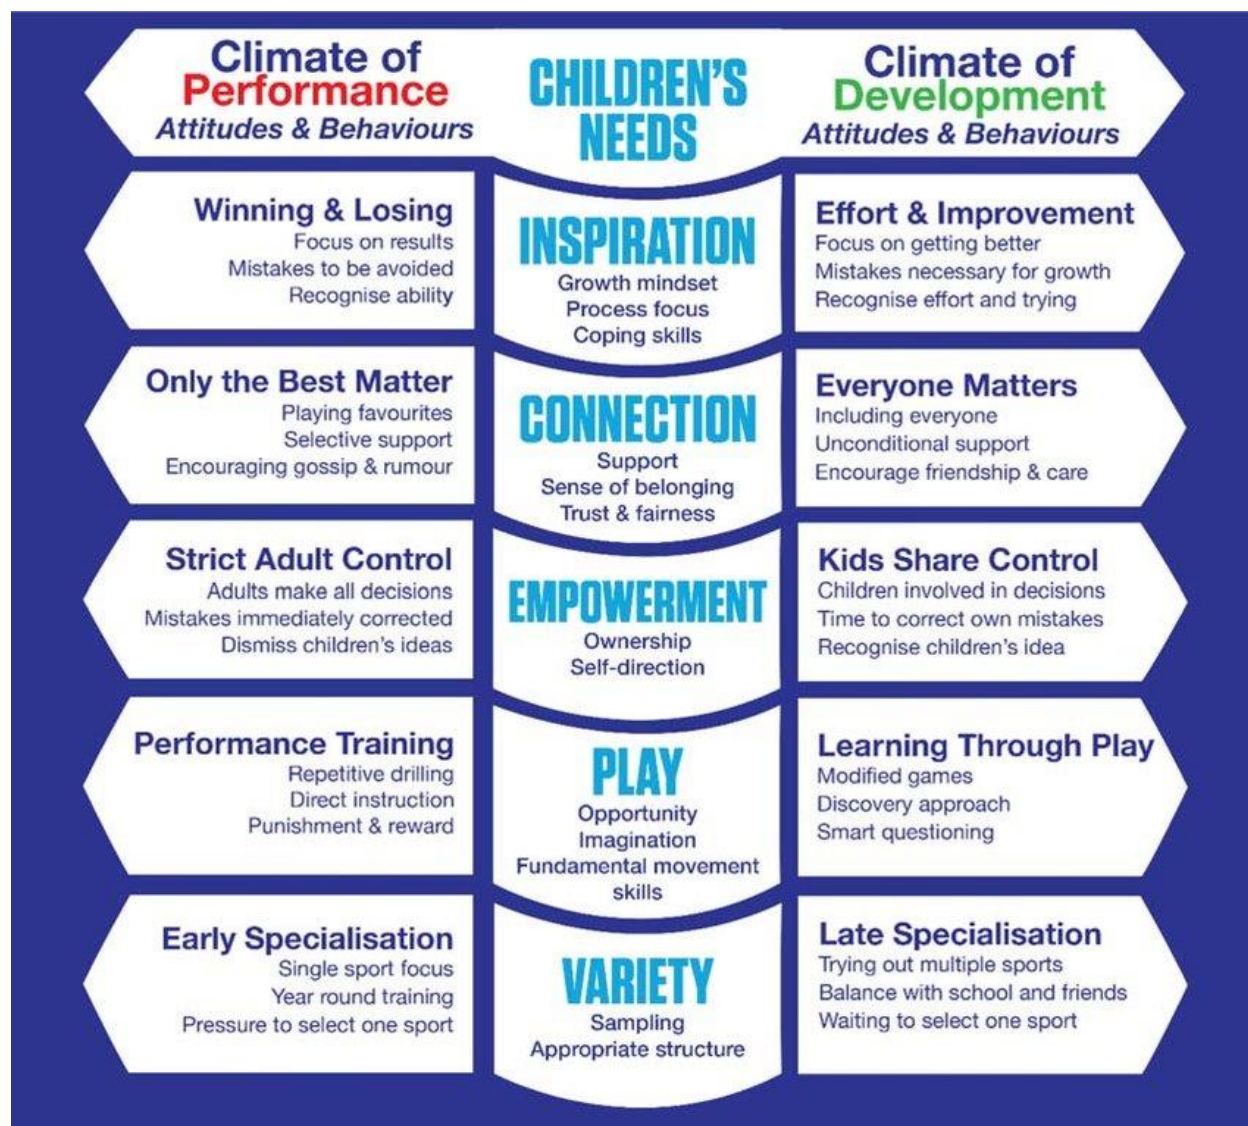 Climate of
Performance
Attitudes & Behaviours
CHILDREN'S
NEEDS
Climate of
Development
Attitudes & Behaviours
Winning & Losing
Focus on results
Mistakes to be avoided
Recognise ability
INSPIRATION
Growth mindset
Process focus
Coping skills
Effort & Improvement
Focus on getting better
Mistakes necessary for growth
Recognise effort and trying
Only the Best Matter
Playing favourites
Selective support
Encouraging gossip & rumour
CONNECTION
Support
Sense of belonging
Trust & fairness
Everyone Matters
Including everyone
Unconditional support
Encourage friendship & care
Strict Adult Control
Adults make all decisions
Mistakes immediately corrected
Dismiss children's ideas
EMPOWERMENT
Ownership
Self-direction
Kids Share Control
Children involved in decisions
Time to correct own mistakes
Recognise children's idea
Performance Training
Repetitive drilling
Direct instruction
Punishment & reward
PLAY
Opportunity
Imagination
Fundamental movement
skills
Learning Through Play
Modified games
Discovery approach
Smart questioning
Early Specialisation
Single sport focus
Year round training
Pressure to select one sport
VARIETY
Sampling
Appropriate structure
Late Specialisation
Trying out multiple sports
Balance with school and friends
Waiting to select one sport